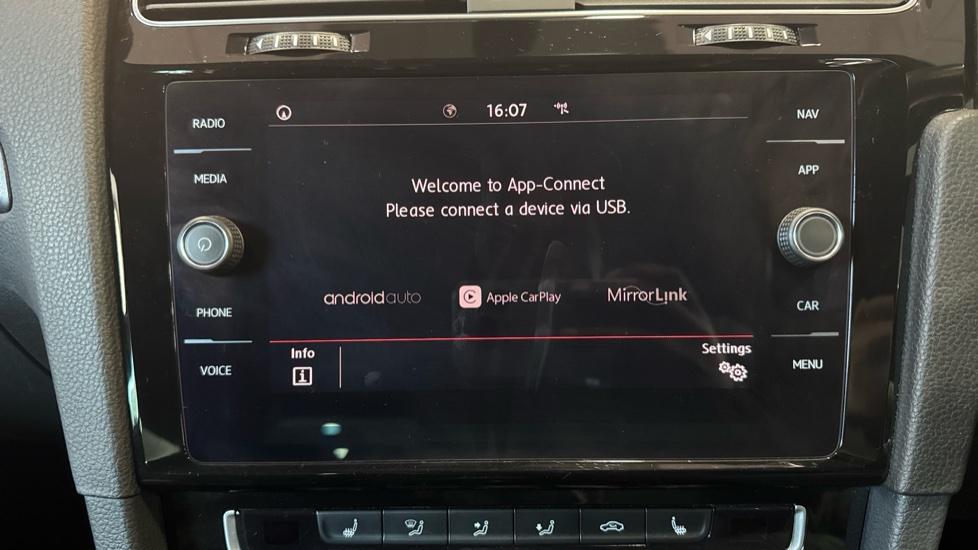 RADIO
MEDIA
PHONE
VOICE
16:07
Welcome to App-Connect
Please connect a device via USB.
androidauto
Apple CarPlay
MirrorLink
Info
i
Settings
NAV
APP
CAR
MENU